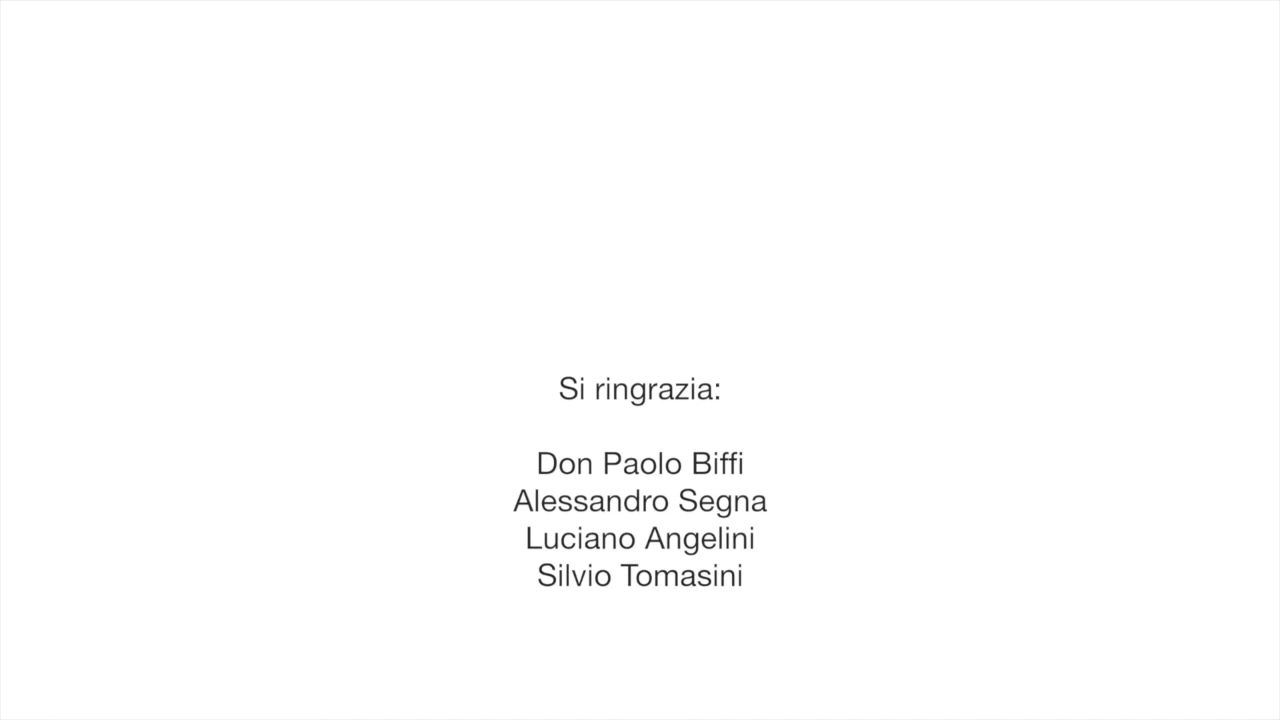 Si ringrazia:
Don Paolo Biffi
Alessandro Segna
Luciano Angelini
Silvio Tomasini